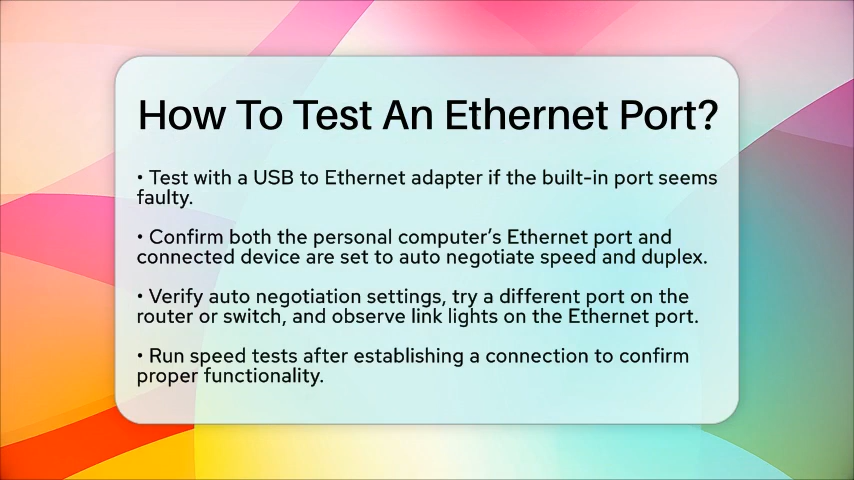 How To Test An Ethernet Port?
• Test with a USB to Ethernet adapter if the built-in port seems
faulty.
• Confirm both the personal computer’s Ethernet port and
connected device are set to auto negotiate speed and duplex.
• Verify auto negotiation settings, try a different port on the
router or switch, and observe link lights on the Ethernet port.
• Run speed tests after establishing a connection to confirm
proper functionality.